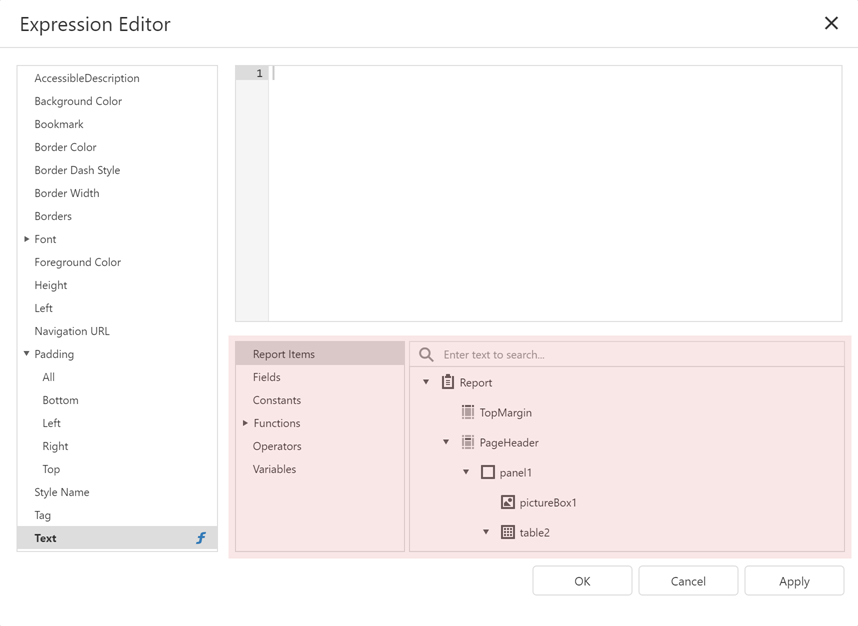 Expression Editor
AccessibleDescription
Background Color
Bookmark
Border Color
Border Dash Style
Border Width
Borders
Font
Foreground Color
Height
Left
Navigation URL
Padding
All
Bottom
Left
Right
Top
Style Name
Tag
Text
1
Report Items
Fields
Constants
Functions
Operators
Variables
Enter text to search...
Report
TopMargin
PageHeader
panel1
pictureBox1
table2
OK
Cancel
Apply